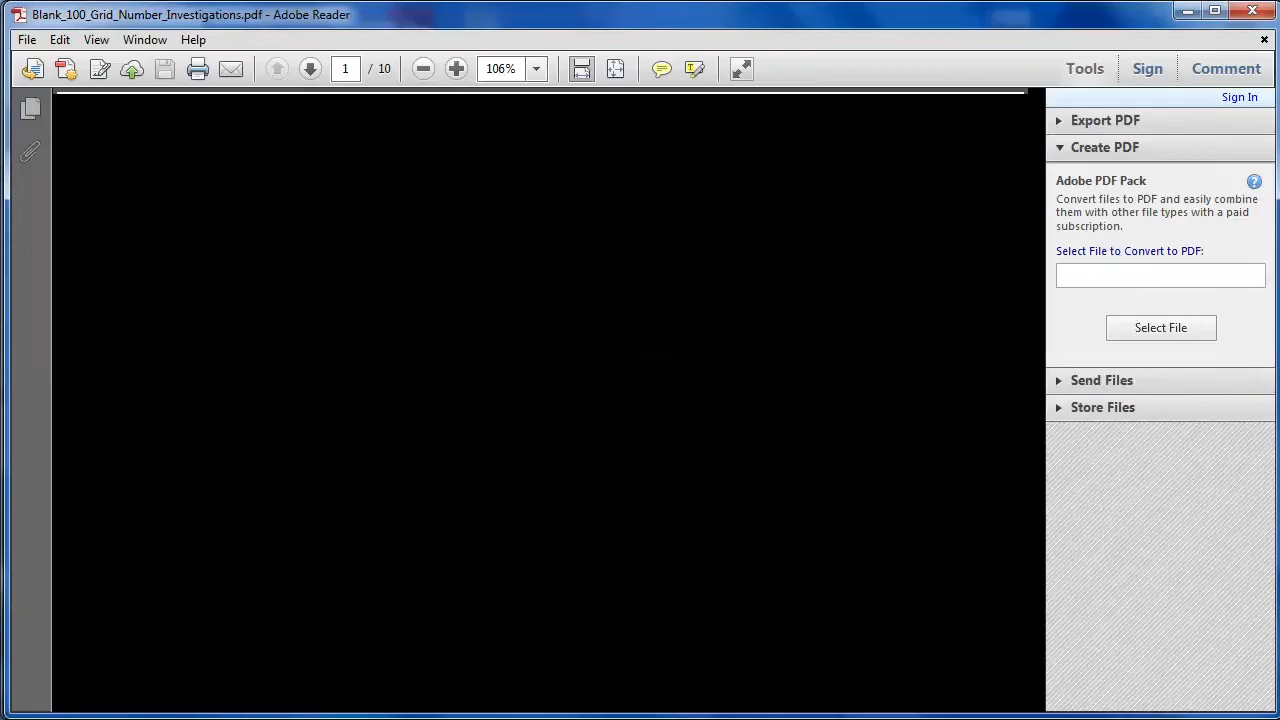 Blank_100_Grid_Number_Investigations.pdf - Adobe Reader
File Edit View Window Help
1 / 10 106% Tools Sign Comment
Sign In
Export PDF
Create PDF
Adobe PDF Pack
Convert files to PDF and easily combine
them with other file types with a paid
subscription.
Select File to Convert to PDF:
Select File
Send Files
Store Files